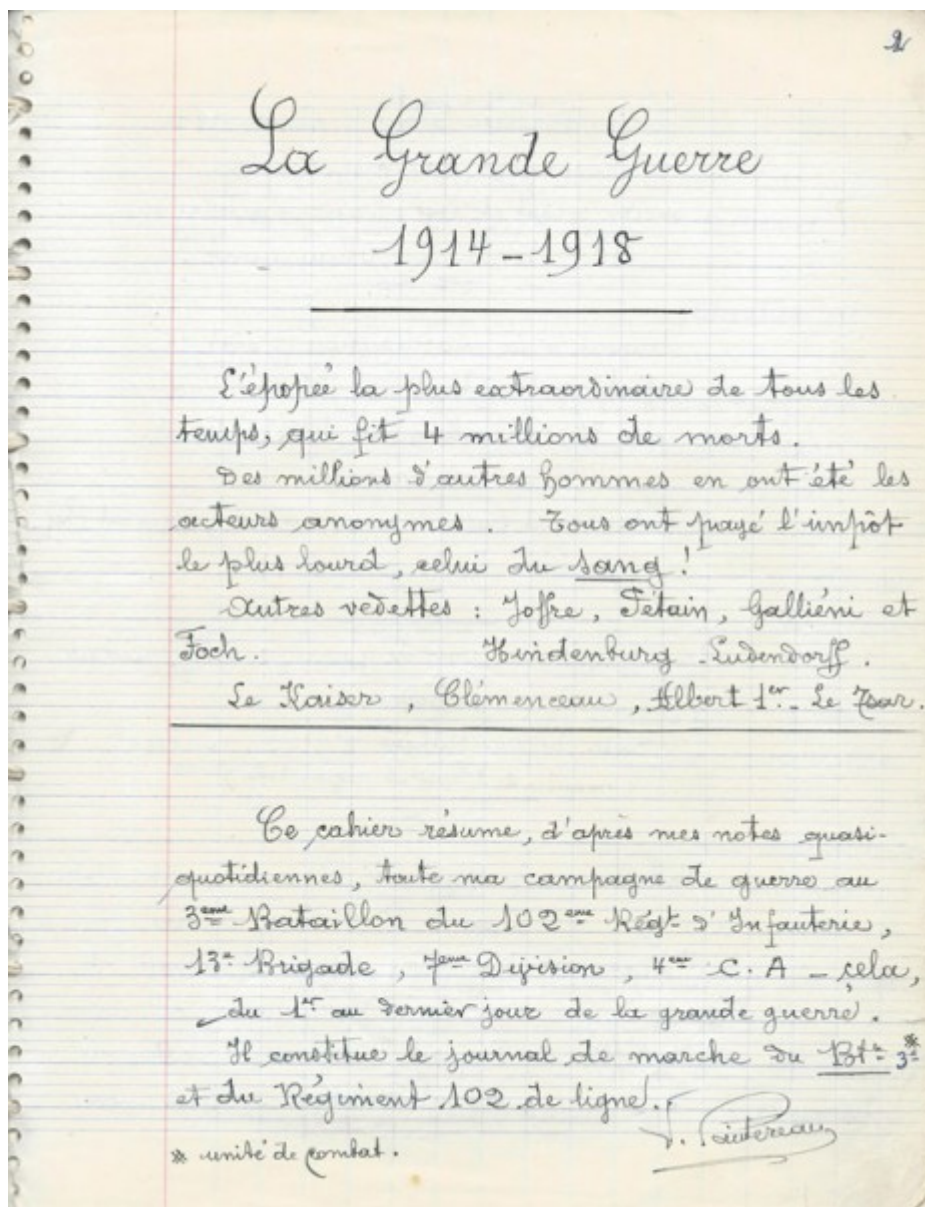 2
La Grande Guerre
1914-1918
L'épopée la plus extraordinaire de tous les
temps, qui fit 4 millions de morts.
Des millions d'autres hommes en ont été les
acteurs anonymes. Tous ont payé l'impôt
le plus lourd, celui du sang !
Autres vedettes : Joffre, Pétain, Galliéni et
Foch. Hindenburg - Ludendorff.
Le Kaiser, Clémenceau, Albert 1er - Le Tsar.
Ce cahier résume, d'après mes notes quasi-
quotidiennes, toute ma campagne de guerre au
3ème Bataillon du 102ème Régt d'Infanterie,
13e Brigade, 7ème Division, 4ème C.A - cela,
du 1er au dernier jour de la grande guerre.
Il constitue le journal de marche du Bton 3e*
et du Régiment 102 de ligne.
* unité de combat.